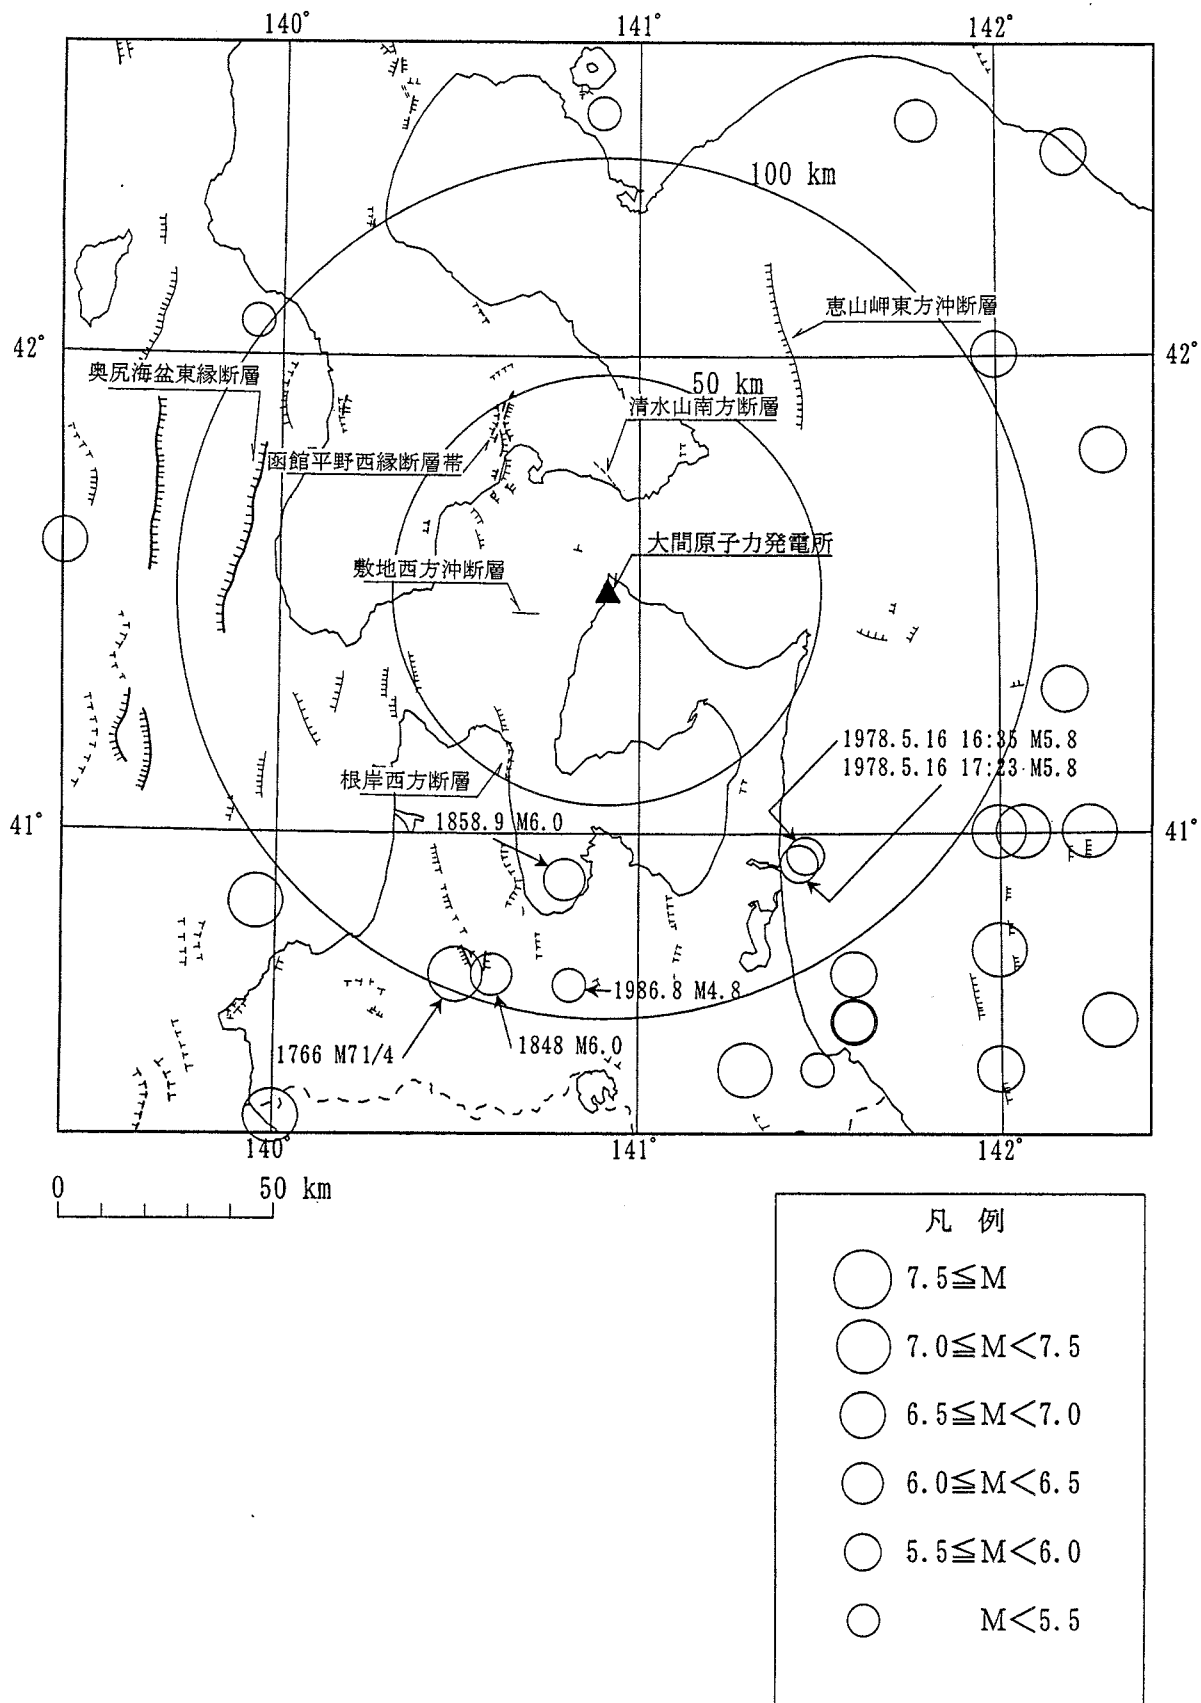 140°
141°
142°
100 km
恵山岬東方沖断層
42°
42°
奥尻海盆東縁断層
50 km
清水山南方断層
函館平野西縁断層帯
大間原子力発電所
敷地西方沖断層
1978.5.16 16:35 M5.8
1978.5.16 17:23 M5.8
根岸西方断層
1858.9 M6.0
41°
41°
1986.8 M4.8
1766 M71/4
1848 M6.0
140°
141°
142°
0 50 km
凡 例
7.5≦M
7.0≦M<7.5
6.5≦M<7.0
6.0≦M<6.5
5.5≦M<6.0
M<5.5